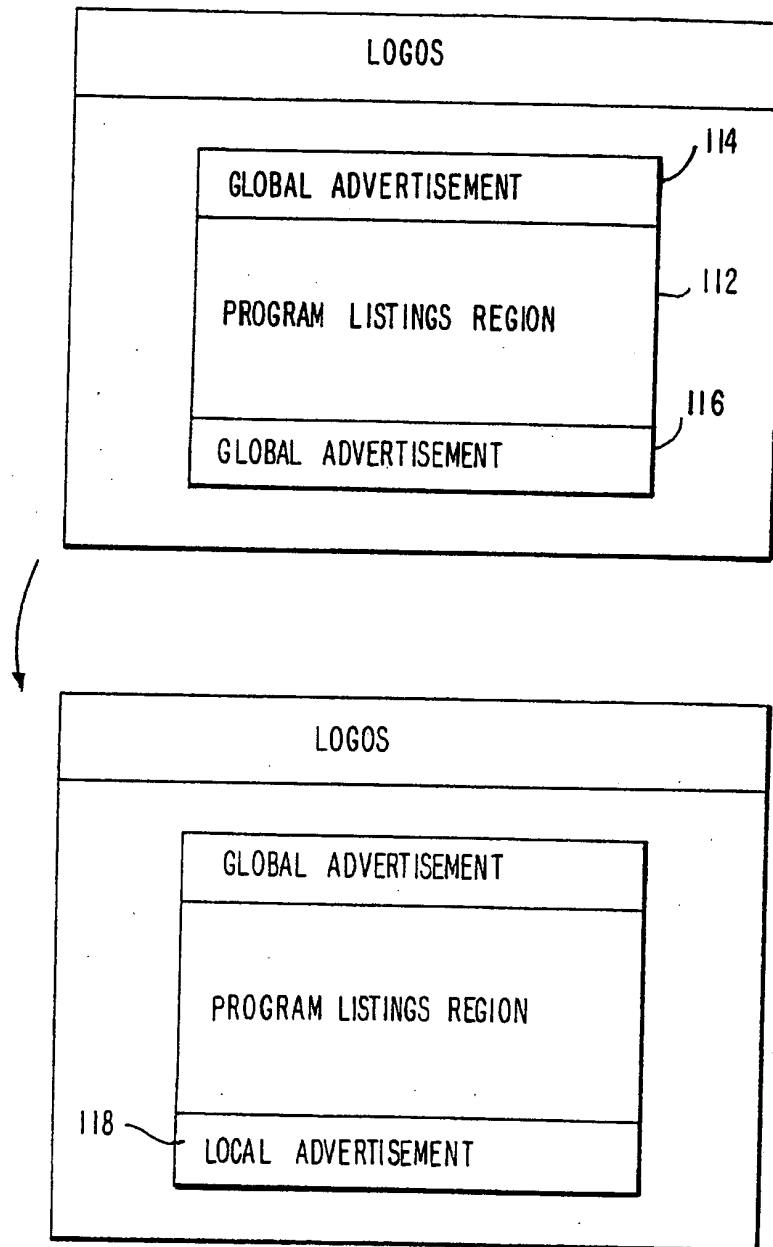 LOGOS
114
GLOBAL ADVERTISEMENT
112
PROGRAM LISTINGS REGION
116
GLOBAL ADVERTISEMENT
LOGOS
GLOBAL ADVERTISEMENT
PROGRAM LISTINGS REGION
118
LOCAL ADVERTISEMENT